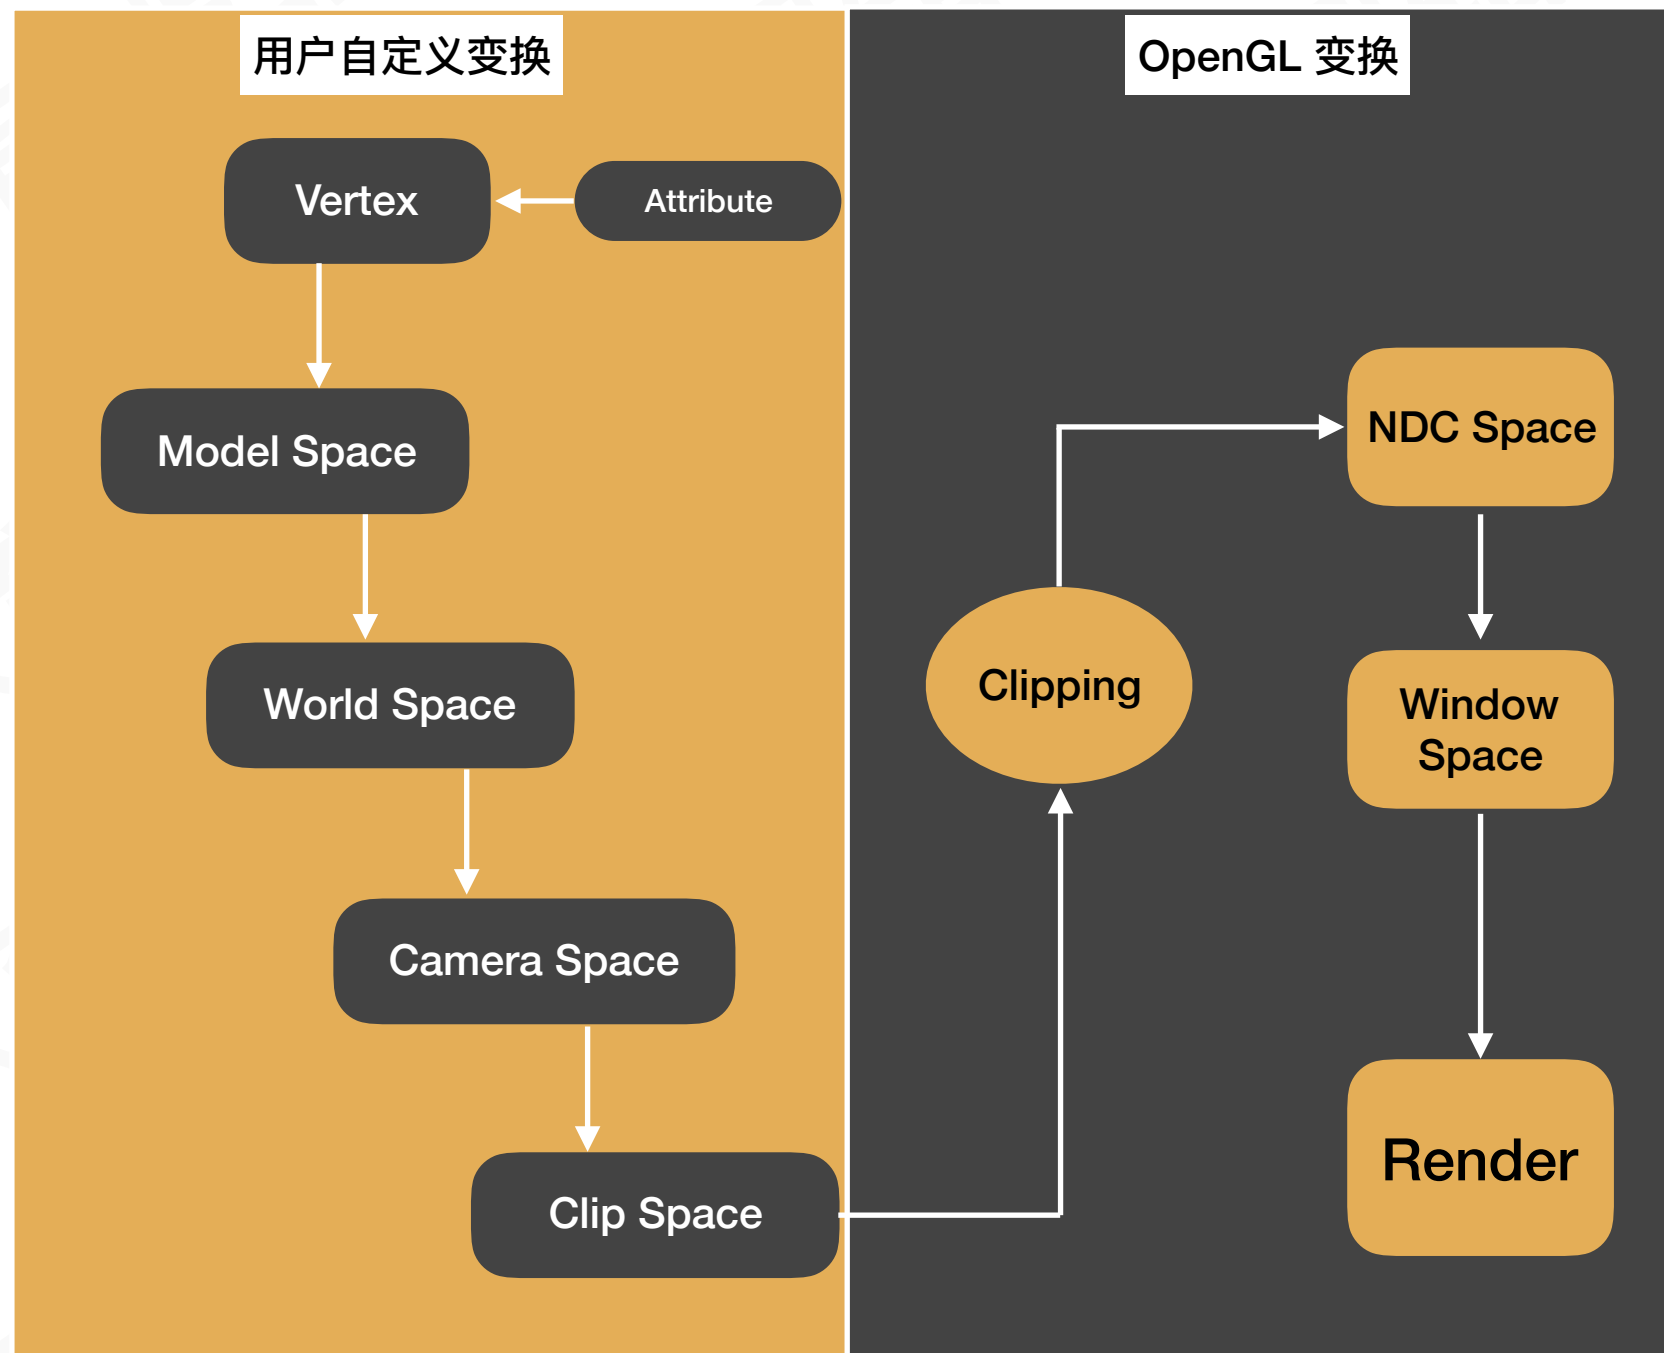 用户自定义变换
Vertex
Attribute
Model Space
World Space
Camera Space
Clip Space
OpenGL 变换
Clipping
NDC Space
Window
Space
Render